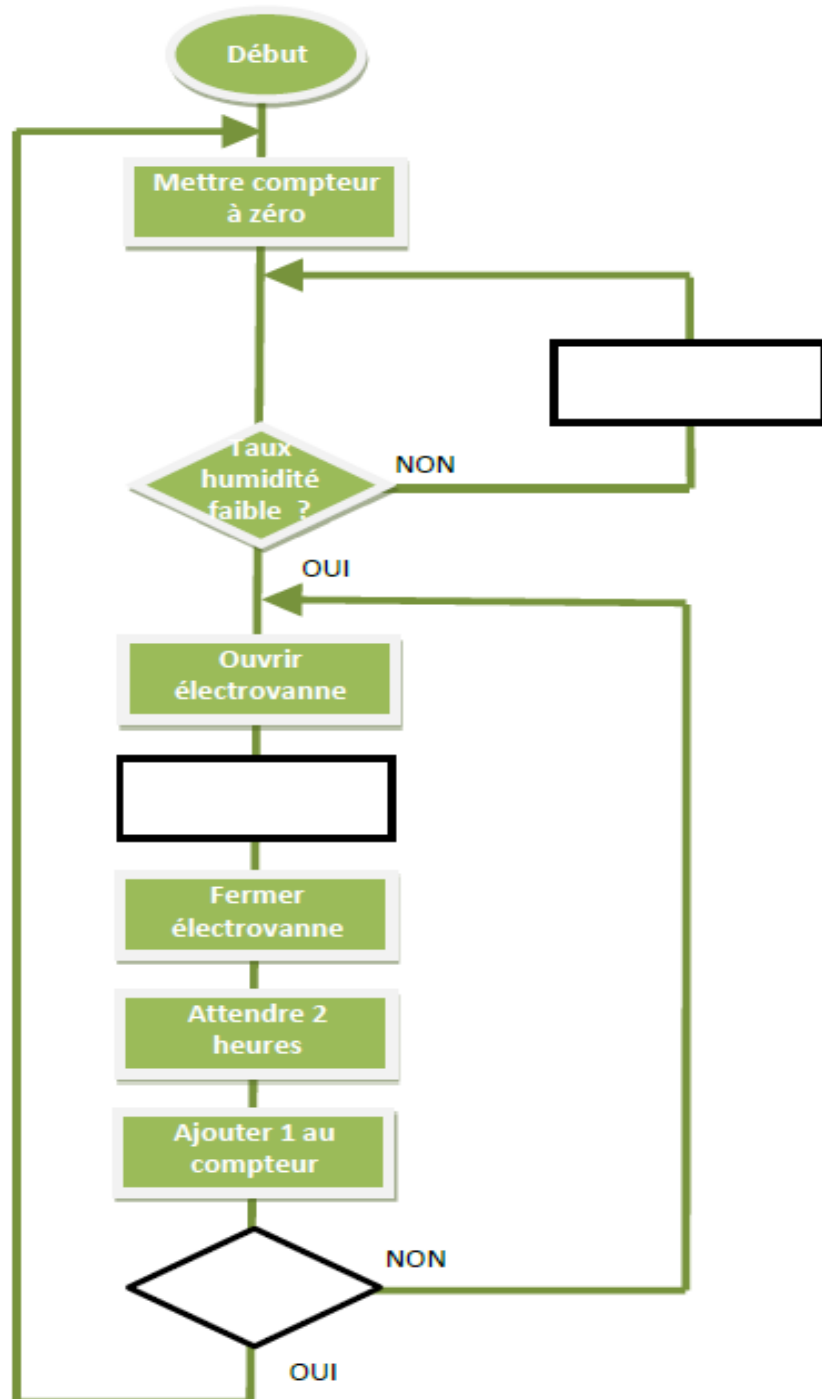 Début
Mettre compteur
à zéro
Taux
humidité
faible ?
NON
OUI
Ouvrir
électrovanne
Fermer
électrovanne
Attendre 2
heures
Ajouter 1 au
compteur
NON
OUI